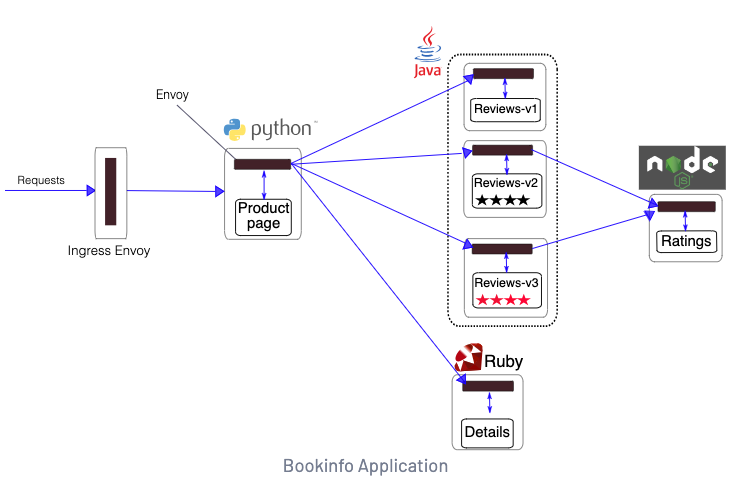 Java
Envoy
python™
Reviews-v1
Requests
Ingress Envoy
Product
page
Reviews-v2
node
JS
Ratings
Reviews-v3
Ruby
Details
Bookinfo Application